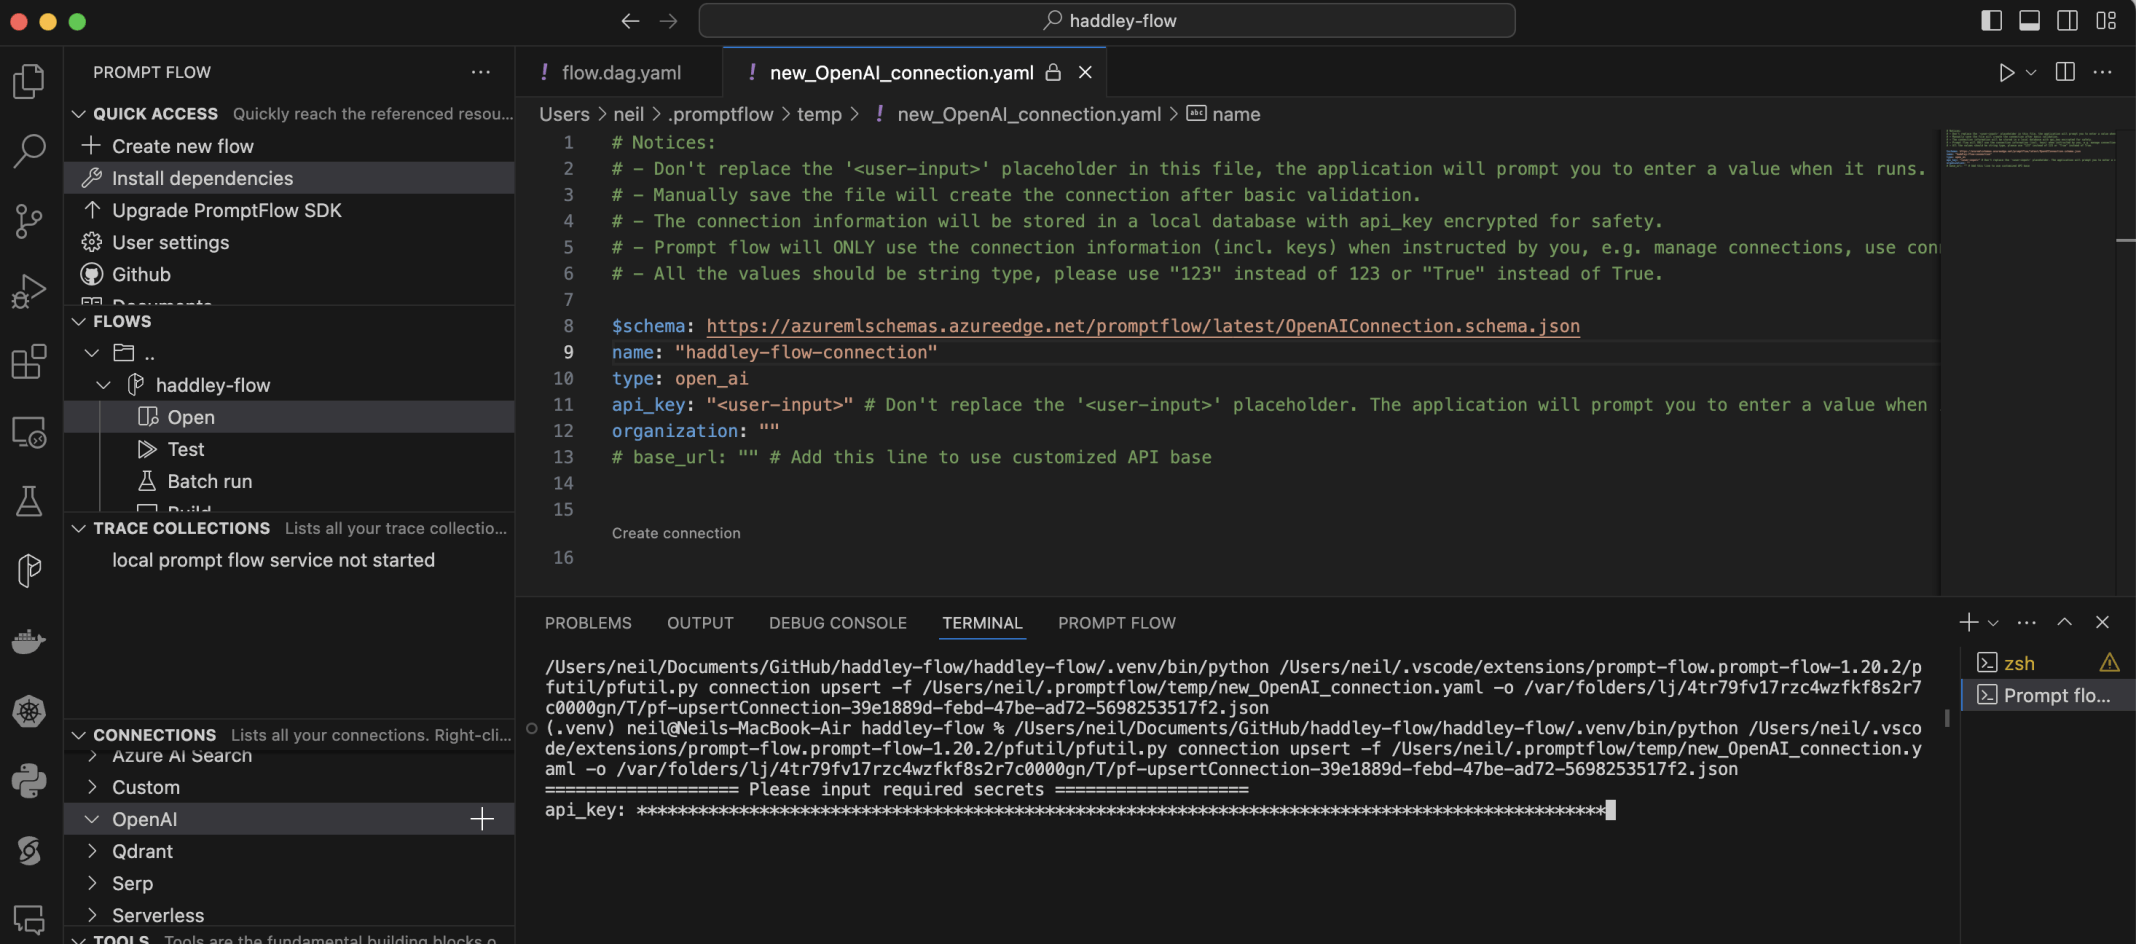 haddley-flow
PROMPT FLOW
QUICK ACCESS Quickly reach the referenced resou...
Create new flow
Install dependencies
Upgrade PromptFlow SDK
User settings
Github
Documents
FLOWS
..
haddley-flow
Open
Test
Batch run
Build
TRACE COLLECTIONS Lists all your trace collectio...
local prompt flow service not started
CONNECTIONS Lists all your connections. Right-cli...
Azure AI Search
Custom
OpenAI
Qdrant
Serp
Serverless
TOOLS Tools are the fundamental building blocks o
! flow.dag.yaml
! new_OpenAI_connection.yaml
Users > neil > .promptflow > temp > ! new_OpenAI_connection.yaml > abc name
1 # Notices:
2 # - Don't replace the '<user-input>' placeholder in this file, the application will prompt you to enter a value when it runs.
3 # - Manually save the file will create the connection after basic validation.
4 # - The connection information will be stored in a local database with api_key encrypted for safety.
5 # - Prompt flow will ONLY use the connection information (incl. keys) when instructed by you, e.g. manage connections, use con
6 # - All the values should be string type, please use "123" instead of 123 or "True" instead of True.
7
8 $schema: https://azuremlschemas.azureedge.net/promptflow/latest/OpenAIConnection.schema.json
9 name: "haddley-flow-connection"
10 type: open_ai
11 api_key: "<user-input>" # Don't replace the '<user-input>' placeholder. The application will prompt you to enter a value when
12 organization: ""
13 # base_url: "" # Add this line to use customized API base
14
15
Create connection
16
PROBLEMS OUTPUT DEBUG CONSOLE TERMINAL PROMPT FLOW
/Users/neil/Documents/GitHub/haddley-flow/haddley-flow/.venv/bin/python /Users/neil/.vscode/extensions/prompt-flow.prompt-flow-1.20.2/p
futil/pfutil.py connection upsert -f /Users/neil/.promptflow/temp/new_OpenAI_connection.yaml -o /var/folders/lj/4tr79fv17rzc4wzfkf8s2r7
c0000gn/T/pf-upsertConnection-39e1889d-febd-47be-ad72-5698253517f2.json
(.venv) neil@Neils-MacBook-Air haddley-flow % /Users/neil/Documents/GitHub/haddley-flow/haddley-flow/.venv/bin/python /Users/neil/.vsco
de/extensions/prompt-flow.prompt-flow-1.20.2/pfutil/pfutil.py connection upsert -f /Users/neil/.promptflow/temp/new_OpenAI_connection.y
aml -o /var/folders/lj/4tr79fv17rzc4wzfkf8s2r7c0000gn/T/pf-upsertConnection-39e1889d-febd-47be-ad72-5698253517f2.json
=================== Please input required secrets ===================
api_key: ***********************************************************************************************
zsh
Prompt flo...